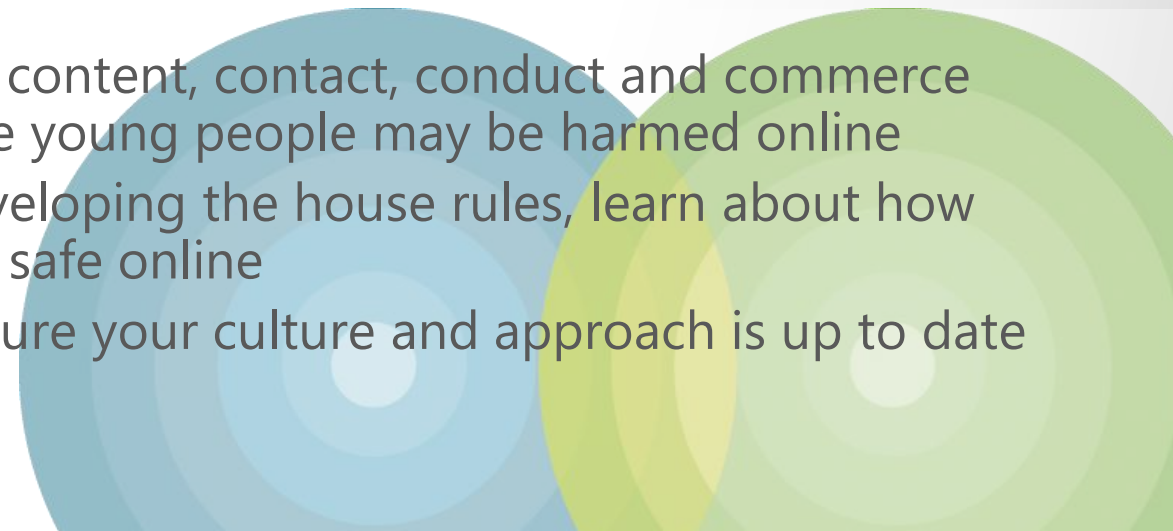 content, contact, conduct and commerce
e young people may be harmed online
veloping the house rules, learn about how
safe online
ure your culture and approach is up to date